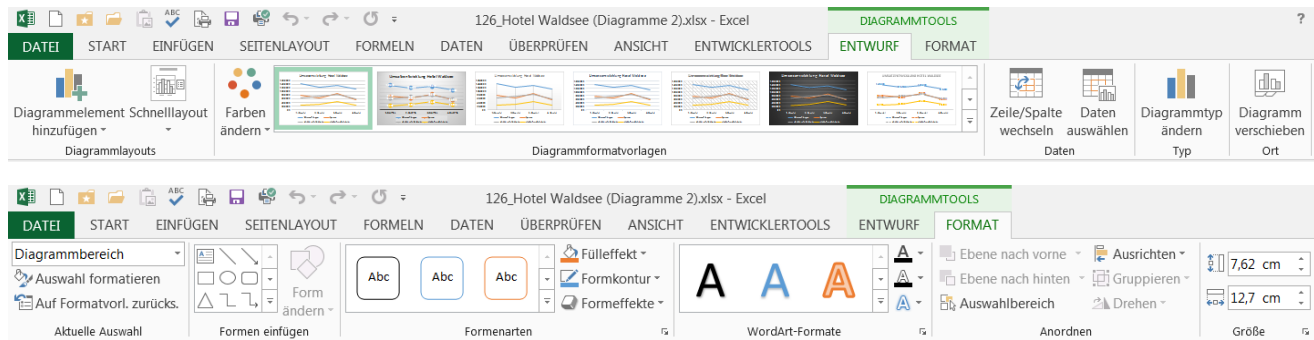 ABC
126_Hotel Waldsee (Diagramme 2).xlsx - Excel
DIAGRAMMTOOLS
?
DATEI START EINFÜGEN SEITENLAYOUT FORMELN DATEN ÜBERPRÜFEN ANSICHT ENTWICKLERTOOLS ENTWURF FORMAT
Diagrammelement Schnelllayout
hinzufügen
Farben
ändern
Zeile/Spalte
wechseln
Daten
auswählen
Diagrammtyp
ändern
Diagramm
verschieben
Diagrammlayouts
Diagrammformatvorlagen
Daten
Typ
Ort
ABC
126_Hotel Waldsee (Diagramme 2).xlsx - Excel
DIAGRAMMTOOLS
DATEI START EINFÜGEN SEITENLAYOUT FORMELN DATEN ÜBERPRÜFEN ANSICHT ENTWICKLERTOOLS ENTWURF FORMAT
Diagrammbereich
Auswahl formatieren
Auf Formatvorl. zurücks.
A
Form
ändern
Abc Abc Abc
Fülleffekt
Formkontur
Formeffekte
A A A
A
A
A
Ebene nach vorne
Ebene nach hinten
Auswahlbereich
Ausrichten
Gruppieren
Drehen
7,62 cm
12,7 cm
Aktuelle Auswahl
Formen einfügen
Formenarten
WordArt-Formate
Anordnen
Größe